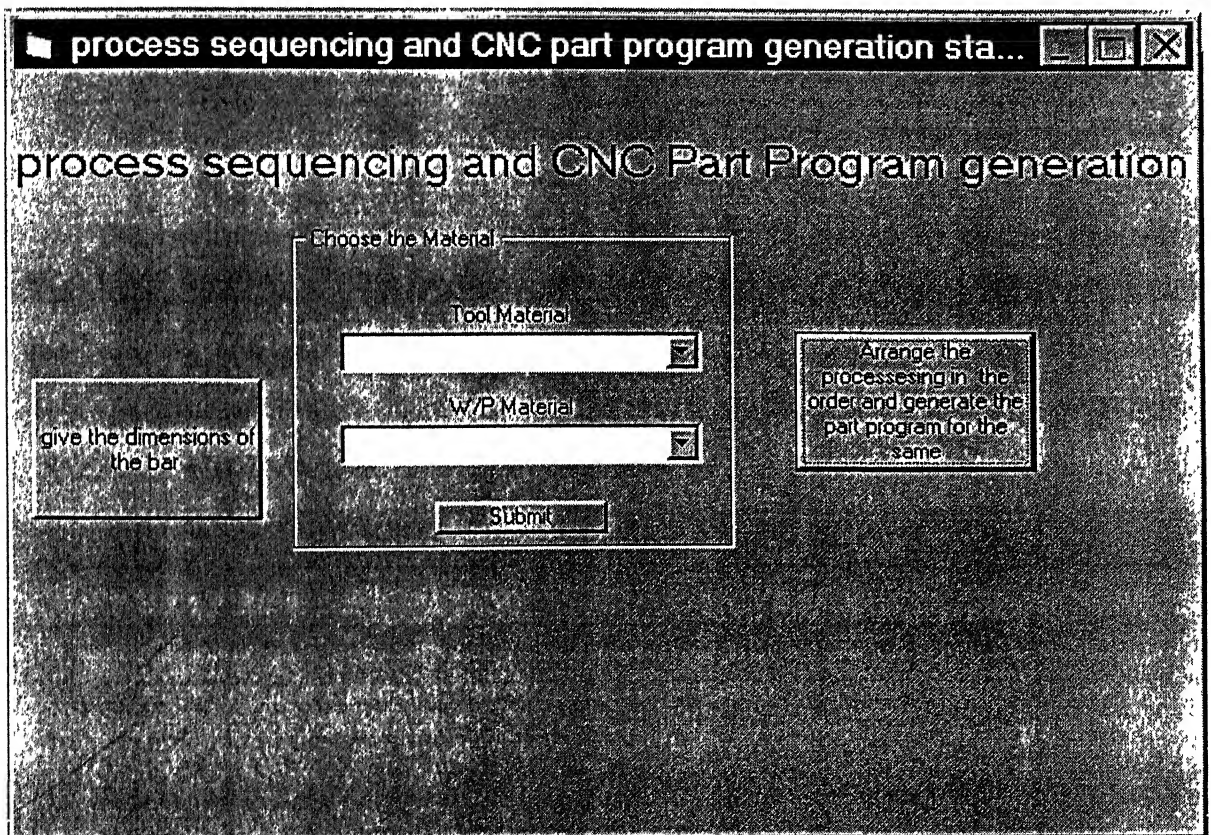 process sequencing and CNC part program generation sta...
process sequencing and CNC Part Program generation
Choose the Material
Tool Material
W/P Material
Submit
give the dimensions of
the bar
Arrange the
processesing in the
order and generate the
part program for the
same